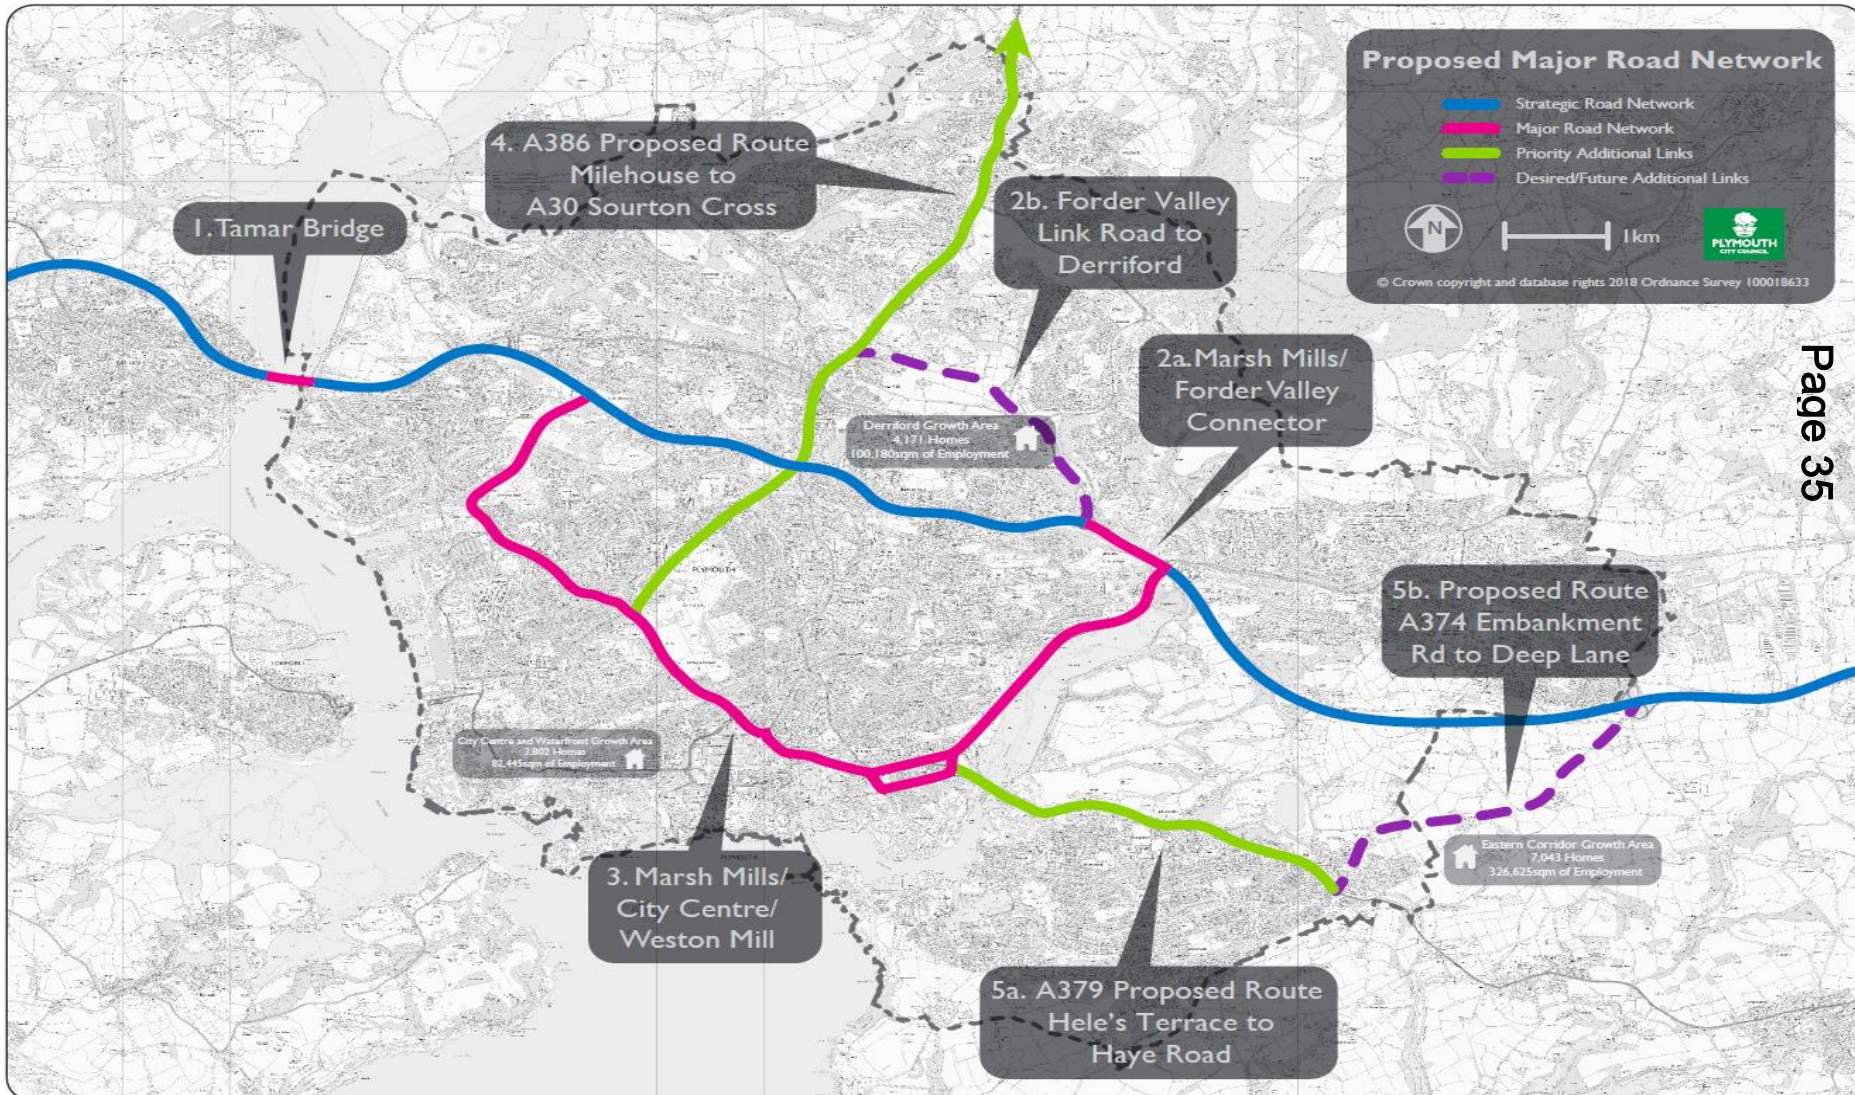 Proposed Major Road Network
Strategic Road Network
Major Road Network
Priority Additional Links
Desired/Future Additional Links
N
1km
PLYMOUTH
CITY COUNCIL
© Crown copyright and database rights 2018 Ordnance Survey 100018633
4. A386 Proposed Route
Milehouse to
A30 Sourton Cross
1. Tamar Bridge
2b. Forder Valley
Link Road to
Derriford
2a. Marsh Mills/
Forder Valley
Connector
Page 35
Derriford Growth Area
4,171 Homes
100,180sqm of Employment
PLYMOUTH
5b. Proposed Route
A374 Embankment
Rd to Deep Lane
City Centre and Waterfront Growth Area
3,802 Homes
82,445sqm of Employment
Eastern Corridor Growth Area
7,043 Homes
326,625sqm of Employment
3. Marsh Mills/
City Centre/
Weston Mill
5a. A379 Proposed Route
Hele's Terrace to
Haye Road